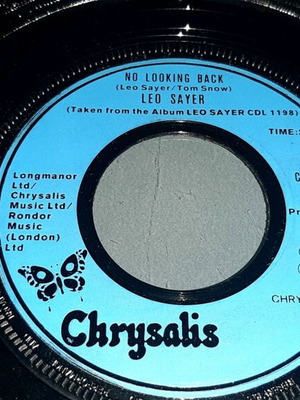 NO LOOKING BACK
(Leo Sayer/Tom Snow)
LEO SAYER
(Taken from the Album LEO SAYER CDL 1198)
TIME:
Longmanor
Ltd/
Chrysalis
Music Ltd/
Rondor
Music
(London)
Ltd
CHRY
Chrysalis